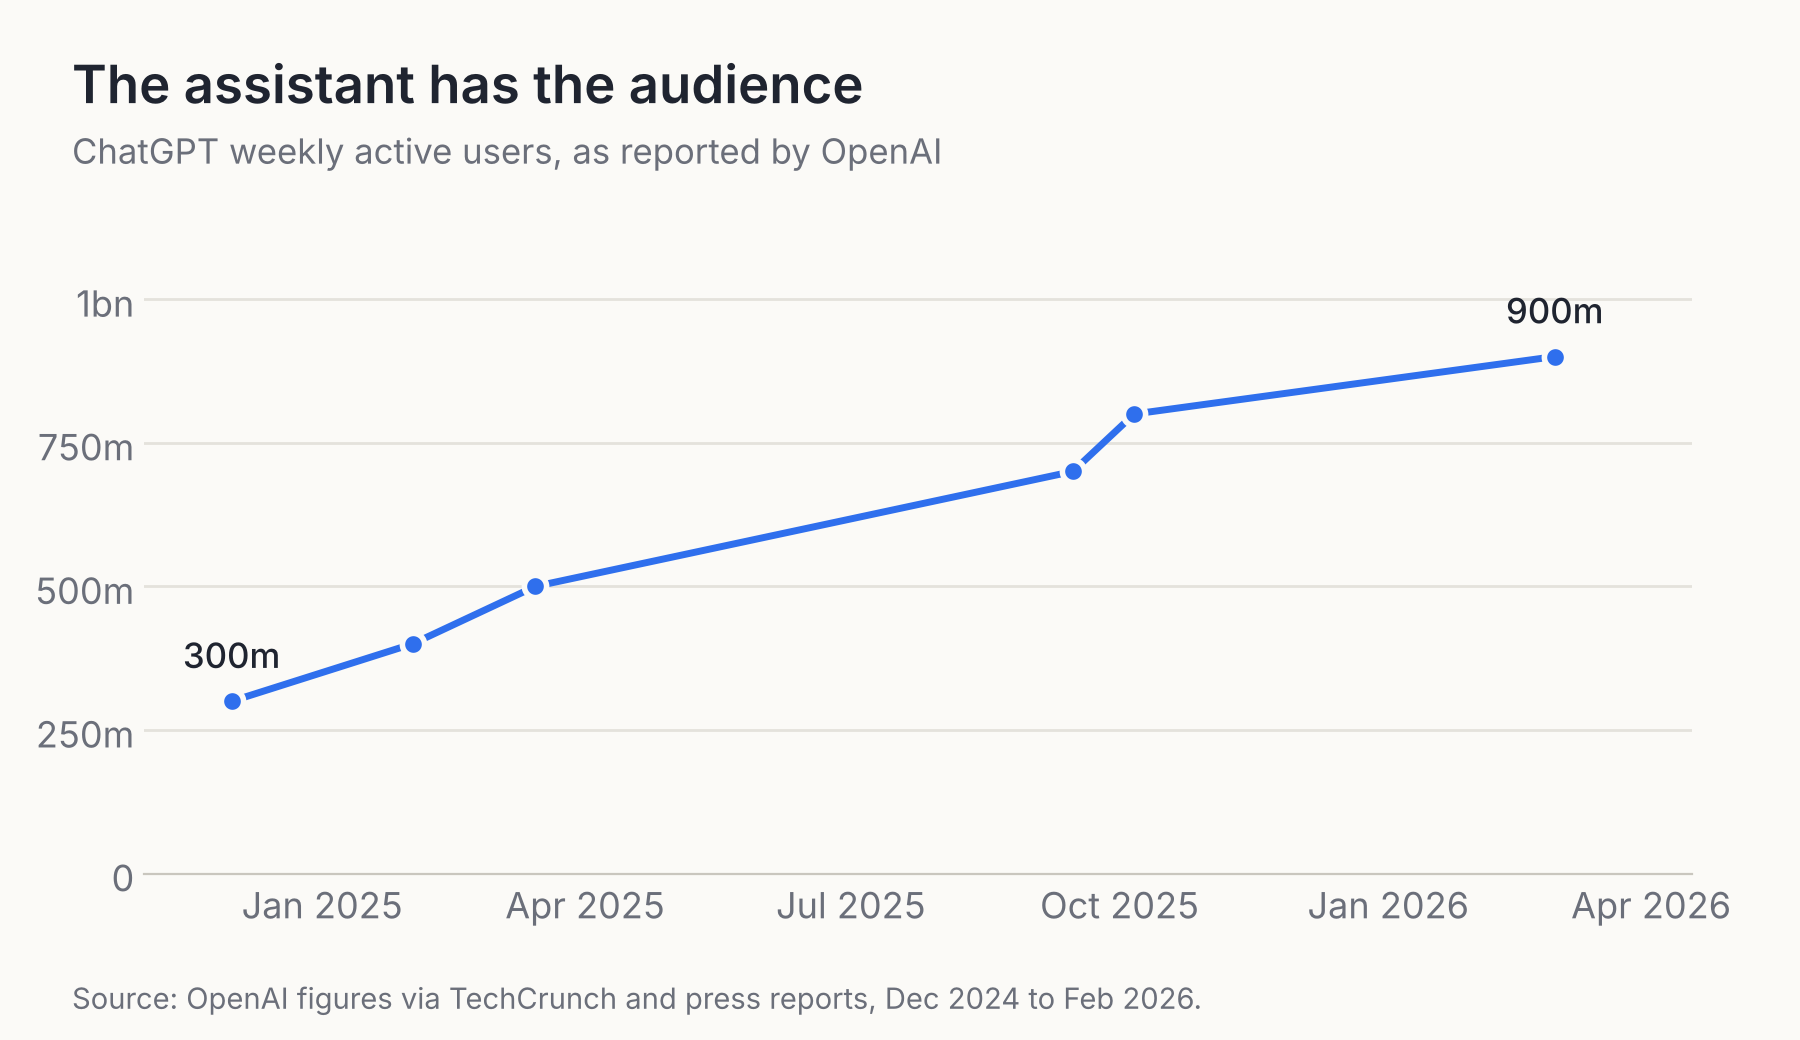 The assistant has the audience
ChatGPT weekly active users, as reported by OpenAI
1bn
900m
750m
500m
300m
250m
0
Jan 2025 Apr 2025 Jul 2025 Oct 2025 Jan 2026 Apr 2026
Source: OpenAI figures via TechCrunch and press reports, Dec 2024 to Feb 2026.